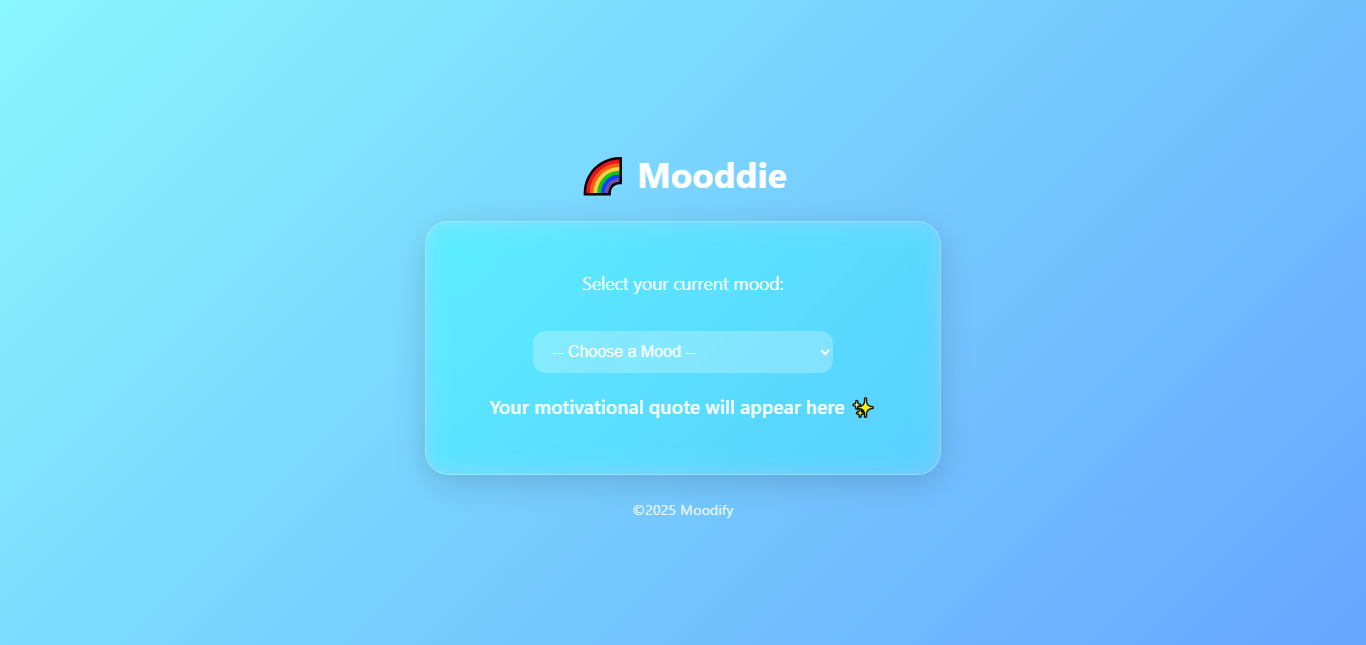 🌈 Mooddie
Select your current mood:
-- Choose a Mood --
Your motivational quote will appear here ✨
©2025 Moodify